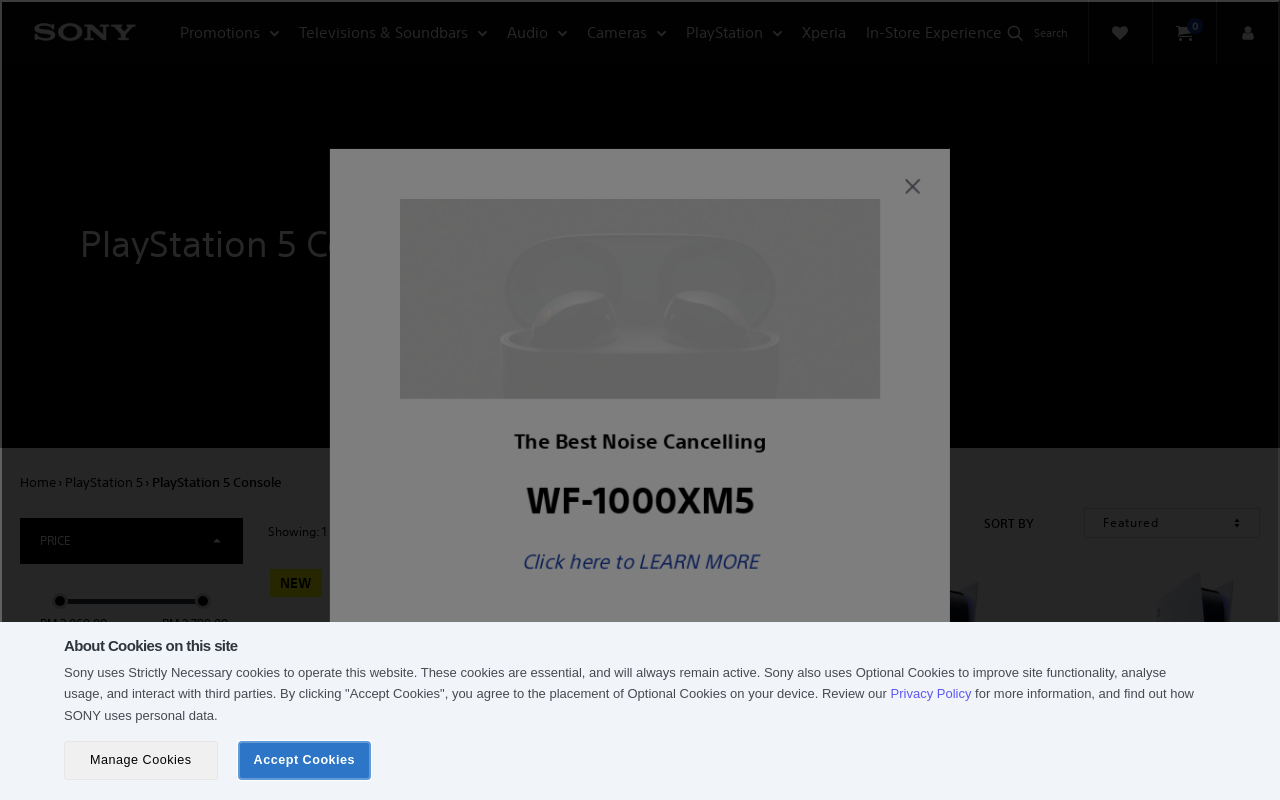 SONY
Promotions
Televisions & Soundbars
Audio
Cameras
PlayStation
Xperia
In-Store Experience
Search
0
PlayStation 5 C
The Best Noise Cancelling
WF-1000XM5
Click here to LEARN MORE
Home › PlayStation 5 › PlayStation 5 Console
PRICE
Showing: 1
SORT BY
Featured
NEW
About Cookies on this site
Sony uses Strictly Necessary cookies to operate this website. These cookies are essential, and will always remain active. Sony also uses Optional Cookies to improve site functionality, analyse
usage, and interact with third parties. By clicking "Accept Cookies", you agree to the placement of Optional Cookies on your device. Review our Privacy Policy for more information, and find out how
SONY uses personal data.
Manage Cookies
Accept Cookies